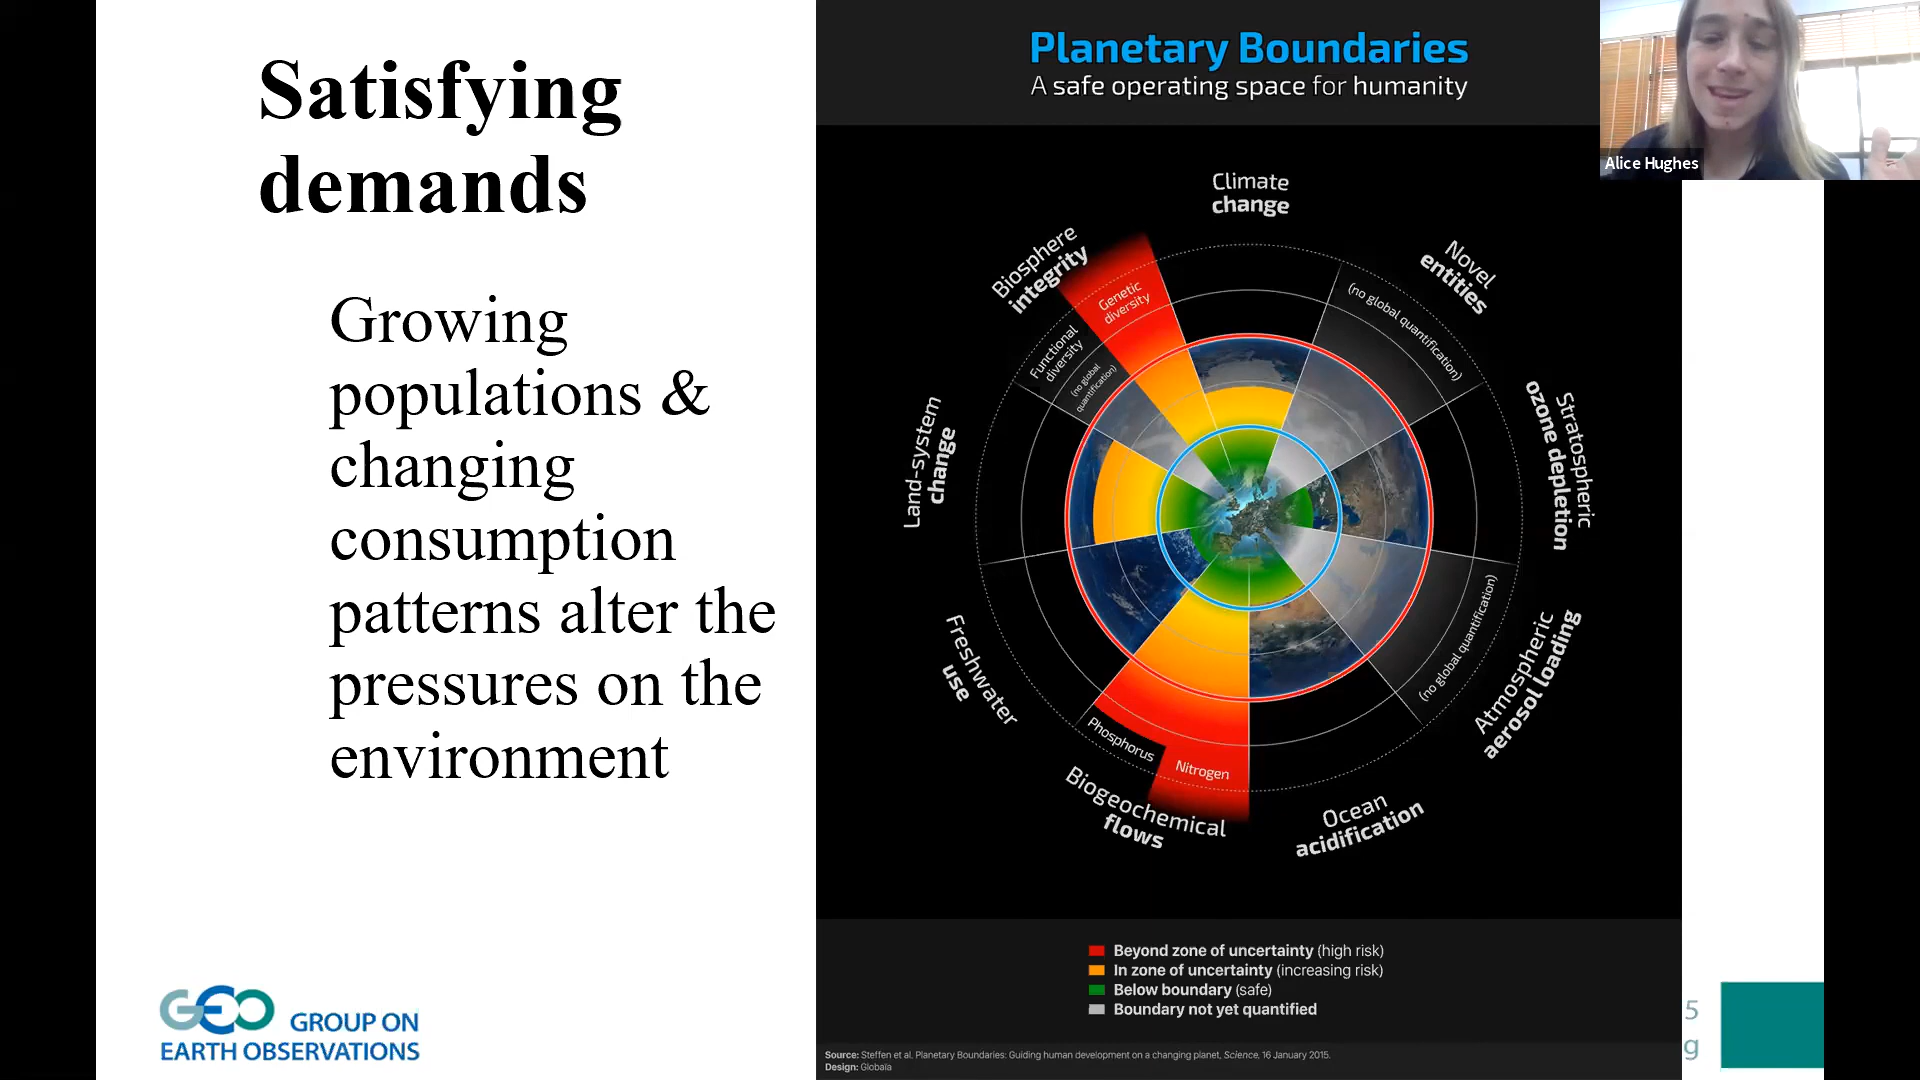 Satisfying
demands
Growing
populations &
changing
consumption
patterns alter the
pressures on the
environment
GEO GROUP ON
EARTH OBSERVATIONS
Planetary Boundaries
A safe operating space for humanity
Climate
change
Novel
entities
(no global quantification)
Stratospheric
ozone depletion
Atmospheric
aerosol loading
(no global quantification)
Ocean
acidification
Biogeochemical
flows
Phosphorus
Nitrogen
Freshwater
use
Land-system
change
Biosphere
integrity
Genetic
diversity
Functional
diversity
(no global
quantification)
Beyond zone of uncertainty (high risk)
In zone of uncertainty (increasing risk)
Below boundary (safe)
Boundary not yet quantified
Source: Steffen et al. Planetary Boundaries: Guiding human development on a changing planet, Science, 16 January 2015.
Design: Globaïa
Alice Hughes
5
g